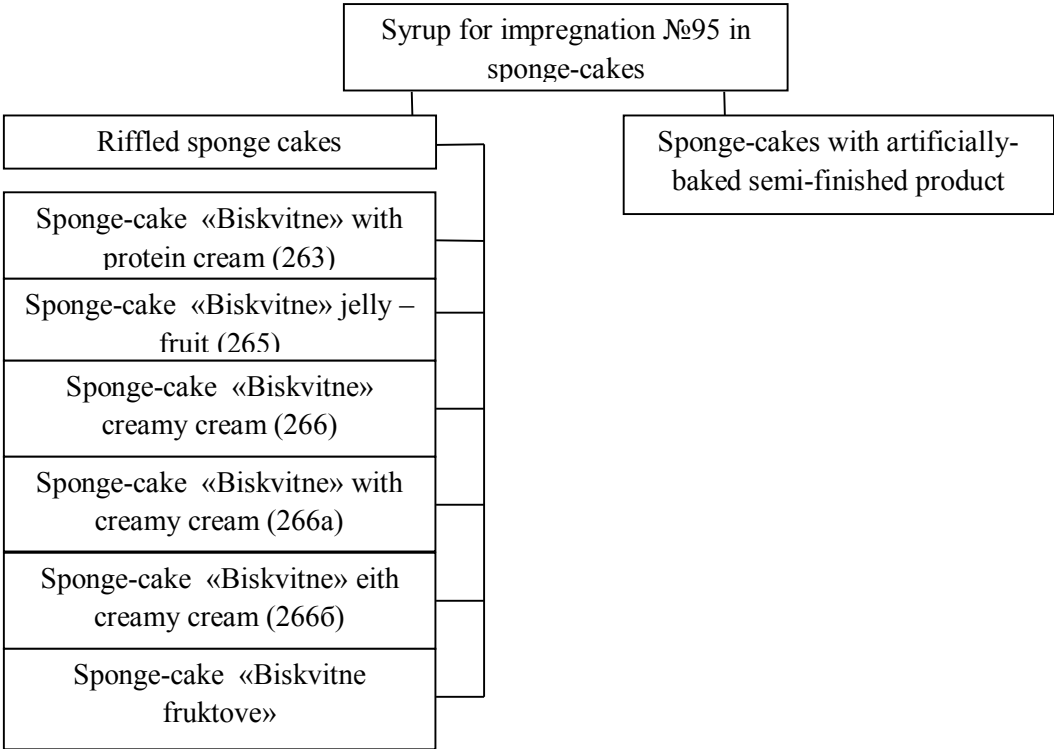 Syrup for impregnation №95 in
sponge-cakes
Riffled sponge cakes
Sponge-cakes with artificially-
baked semi-finished product
Sponge-cake «Biskvitne» with
protein cream (263)
Sponge-cake «Biskvitne» jelly –
fruit (265)
Sponge-cake «Biskvitne»
creamy cream (266)
Sponge-cake «Biskvitne» with
creamy cream (266а)
Sponge-cake «Biskvitne» eith
creamy cream (266б)
Sponge-cake «Biskvitne
fruktove»